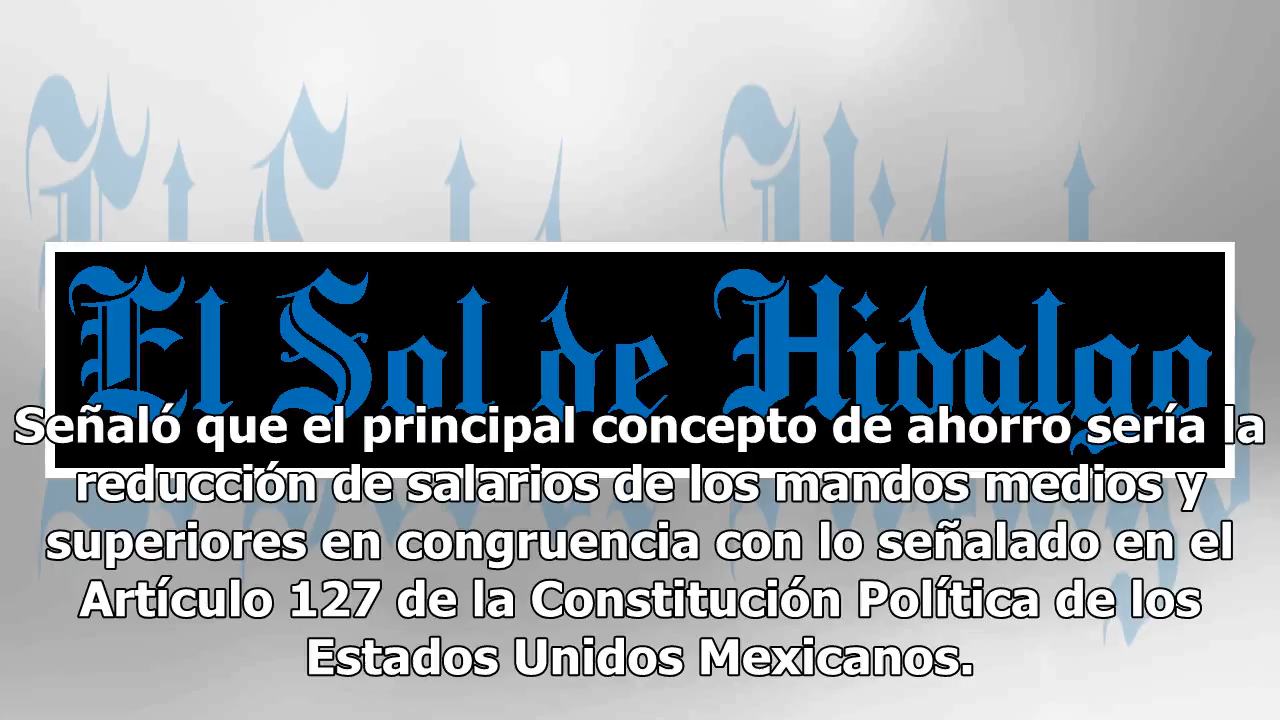 El Sol de Hidalgo
Señaló que el principal concepto de ahorro sería la
reducción de salarios de los mandos medios y
superiores en congruencia con lo señalado en el
Artículo 127 de la Constitución Política de los
Estados Unidos Mexicanos.